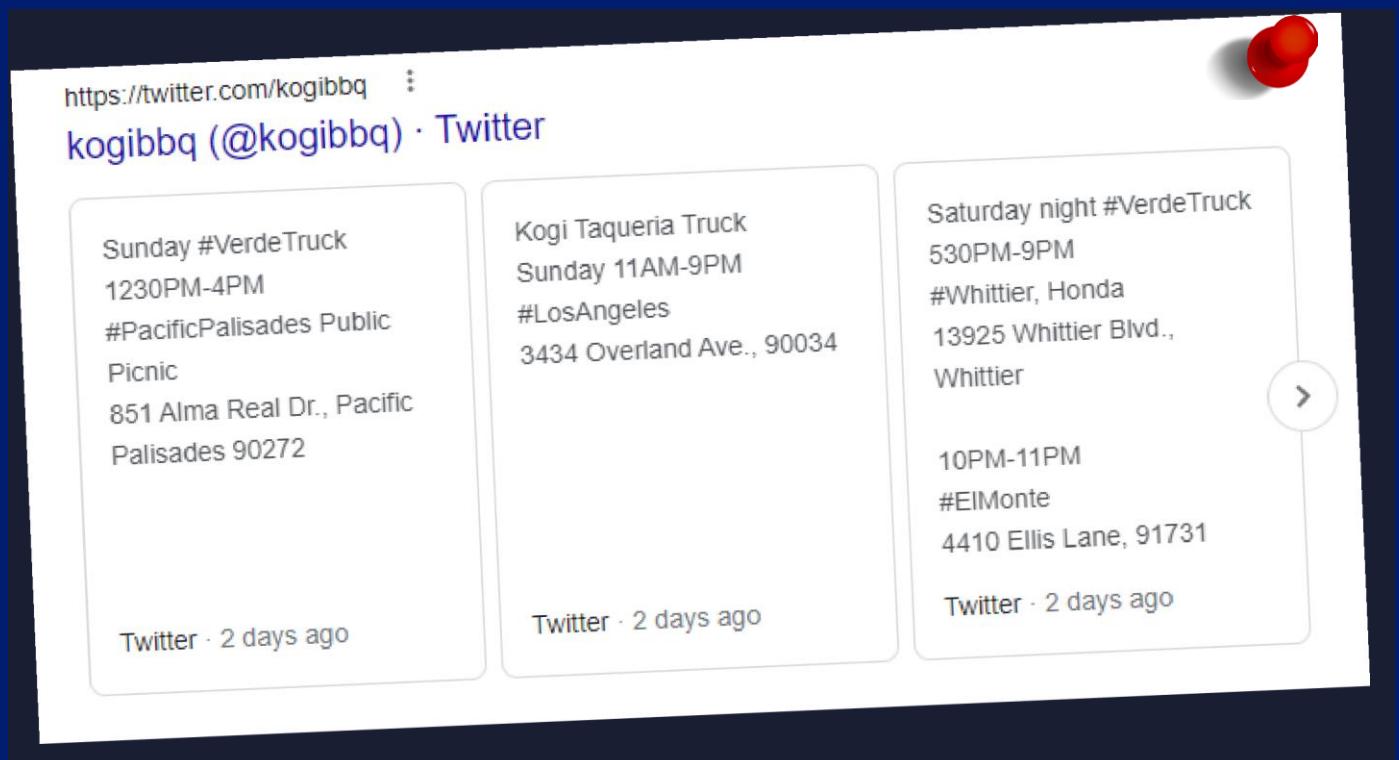 https://twitter.com/kogibbq
kogibbq (@kogibbq) · Twitter
Sunday #VerdeTruck
1230PM-4PM
#PacificPalisades Public
Picnic
851 Alma Real Dr., Pacific
Palisades 90272
Twitter · 2 days ago
Kogi Taqueria Truck
Sunday 11AM-9PM
#LosAngeles
3434 Overland Ave., 90034
Twitter · 2 days ago
Saturday night #VerdeTruck
530PM-9PM
#Whittier, Honda
13925 Whittier Blvd.,
Whittier
10PM-11PM
#ElMonte
4410 Ellis Lane, 91731
Twitter · 2 days ago